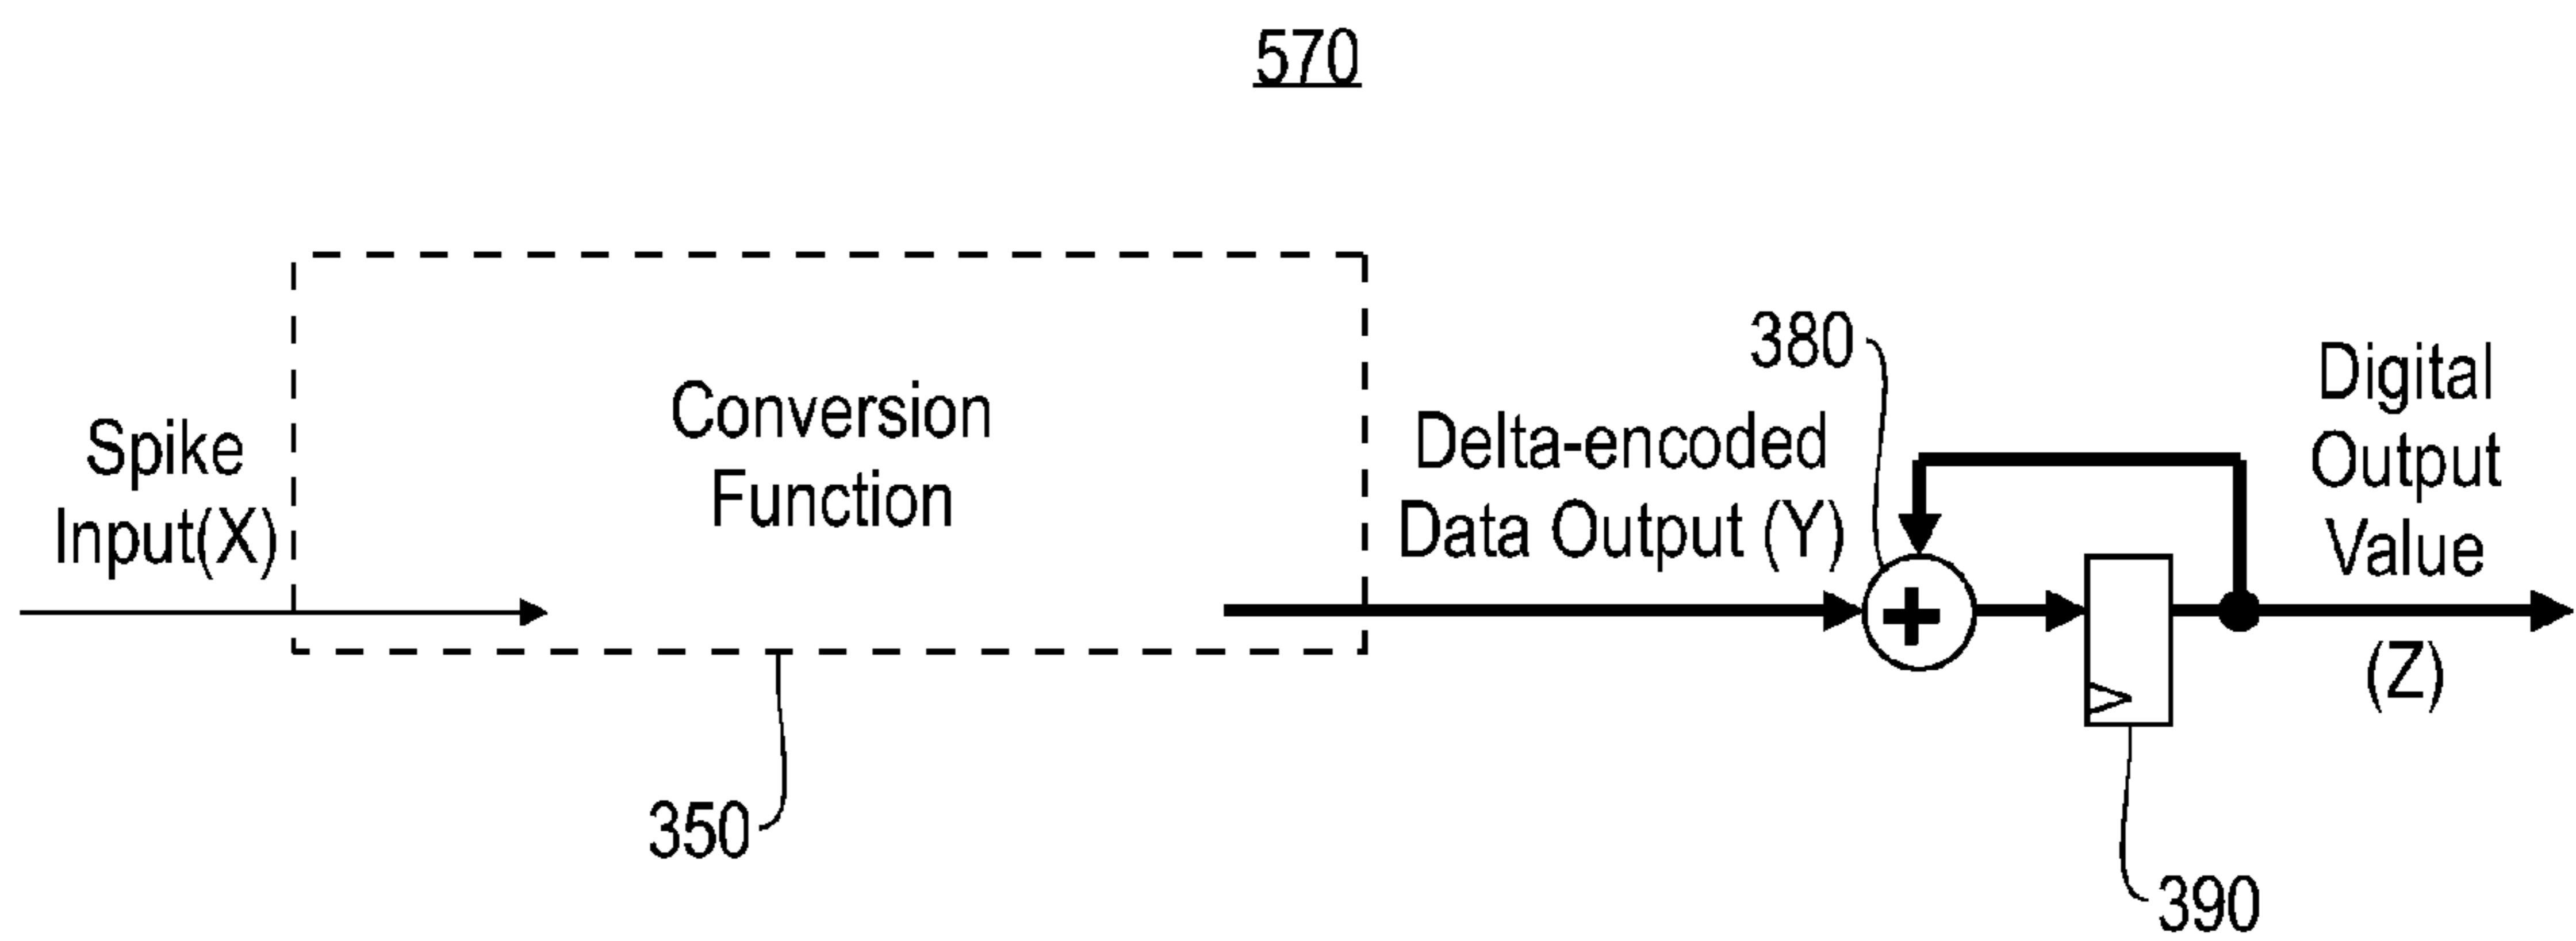 570
Spike
Input(X)
Conversion
Function
350
Delta-encoded
Data Output (Y)
380
+
390
Digital
Output
Value
(Z)